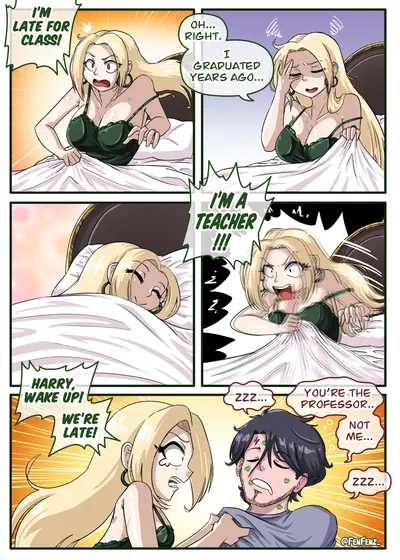 I'M
LATE FOR
CLASS!
OH...
RIGHT.
I
GRADUATED
YEARS AGO...
I'M A
TEACHER
!!!
HARRY,
WAKE UP!
WE'RE
LATE!
ZZZ...
YOU'RE THE
PROFESSOR..
NOT
ME...
ZZZ...
@FENFENZ_